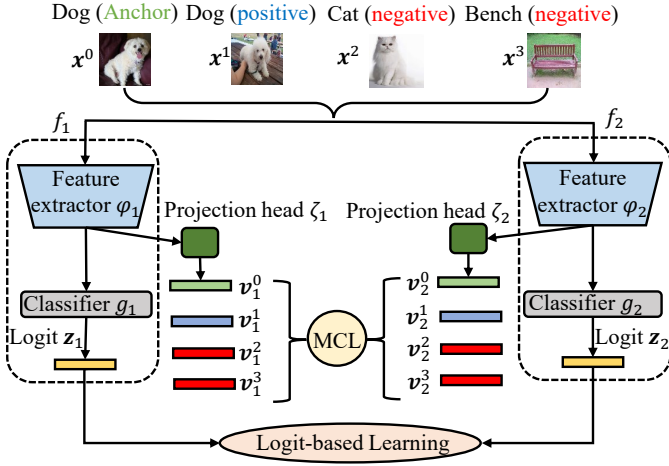 Dog (Anchor) Dog (positive) Cat (negative) Bench (negative)
x⁰ x¹ x² x³
f₁ f₂
Feature extractor φ₁
Feature extractor φ₂
Projection head ζ₁
Projection head ζ₂
v₁⁰ v₂⁰
Classifier g₁
Classifier g₂
v₁¹ v₂¹
MCL
Logit z₁
Logit z₂
v₁² v₂²
v₁³ v₂³
Logit-based Learning